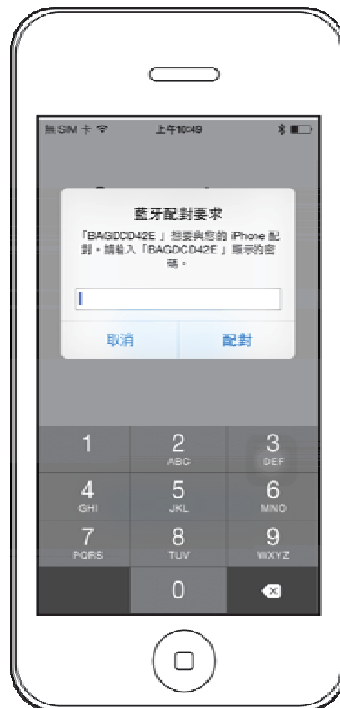 無SIM卡 上午10:49
藍牙配對要求
「BAGDCD42E 」想要與您的 iPhone 配
對。請輸入「BAGDCD42E 」顯示的密
碼。
取消 配對
1 2 3
ABC DEF
4 5 6
GHI JKL MNO
7 8 9
PQRS TUV WXYZ
0